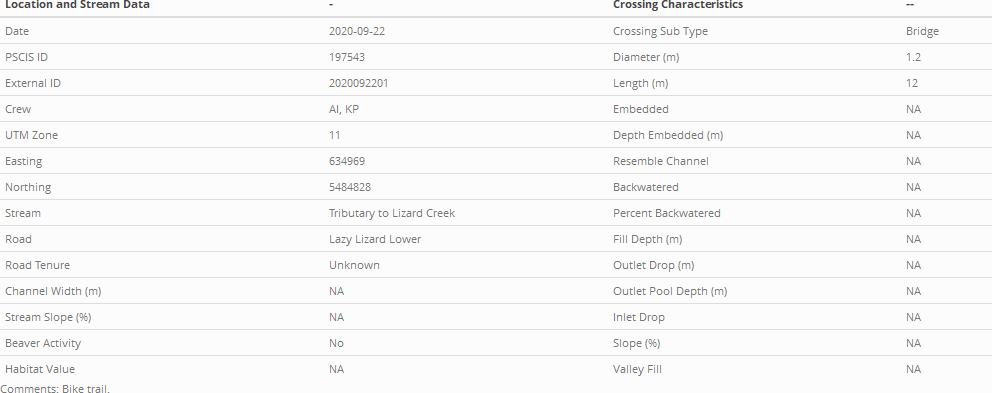 Location and Stream Data - Crossing Characteristics --
Date 2020-09-22 Crossing Sub Type Bridge
PSCIS ID 197543 Diameter (m) 1.2
External ID 2020092201 Length (m) 12
Crew AI, KP Embedded NA
UTM Zone 11 Depth Embedded (m) NA
Easting 634969 Resemble Channel NA
Northing 5484828 Backwatered NA
Stream Tributary to Lizard Creek Percent Backwatered NA
Road Lazy Lizard Lower Fill Depth (m) NA
Road Tenure Unknown Outlet Drop (m) NA
Channel Width (m) NA Outlet Pool Depth (m) NA
Stream Slope (%) NA Inlet Drop NA
Beaver Activity No Slope (%) NA
Habitat Value NA Valley Fill NA
Comments: Bike trail.